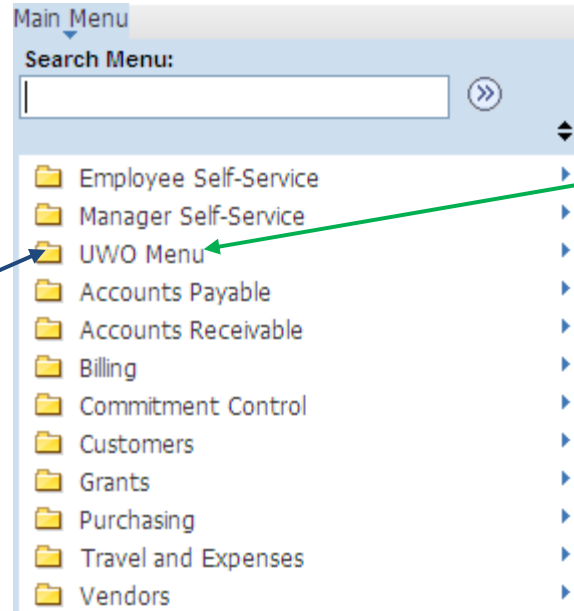 Main Menu
Search Menu:
Employee Self-Service
Manager Self-Service
UWO Menu
Accounts Payable
Accounts Receivable
Billing
Commitment Control
Customers
Grants
Purchasing
Travel and Expenses
Vendors